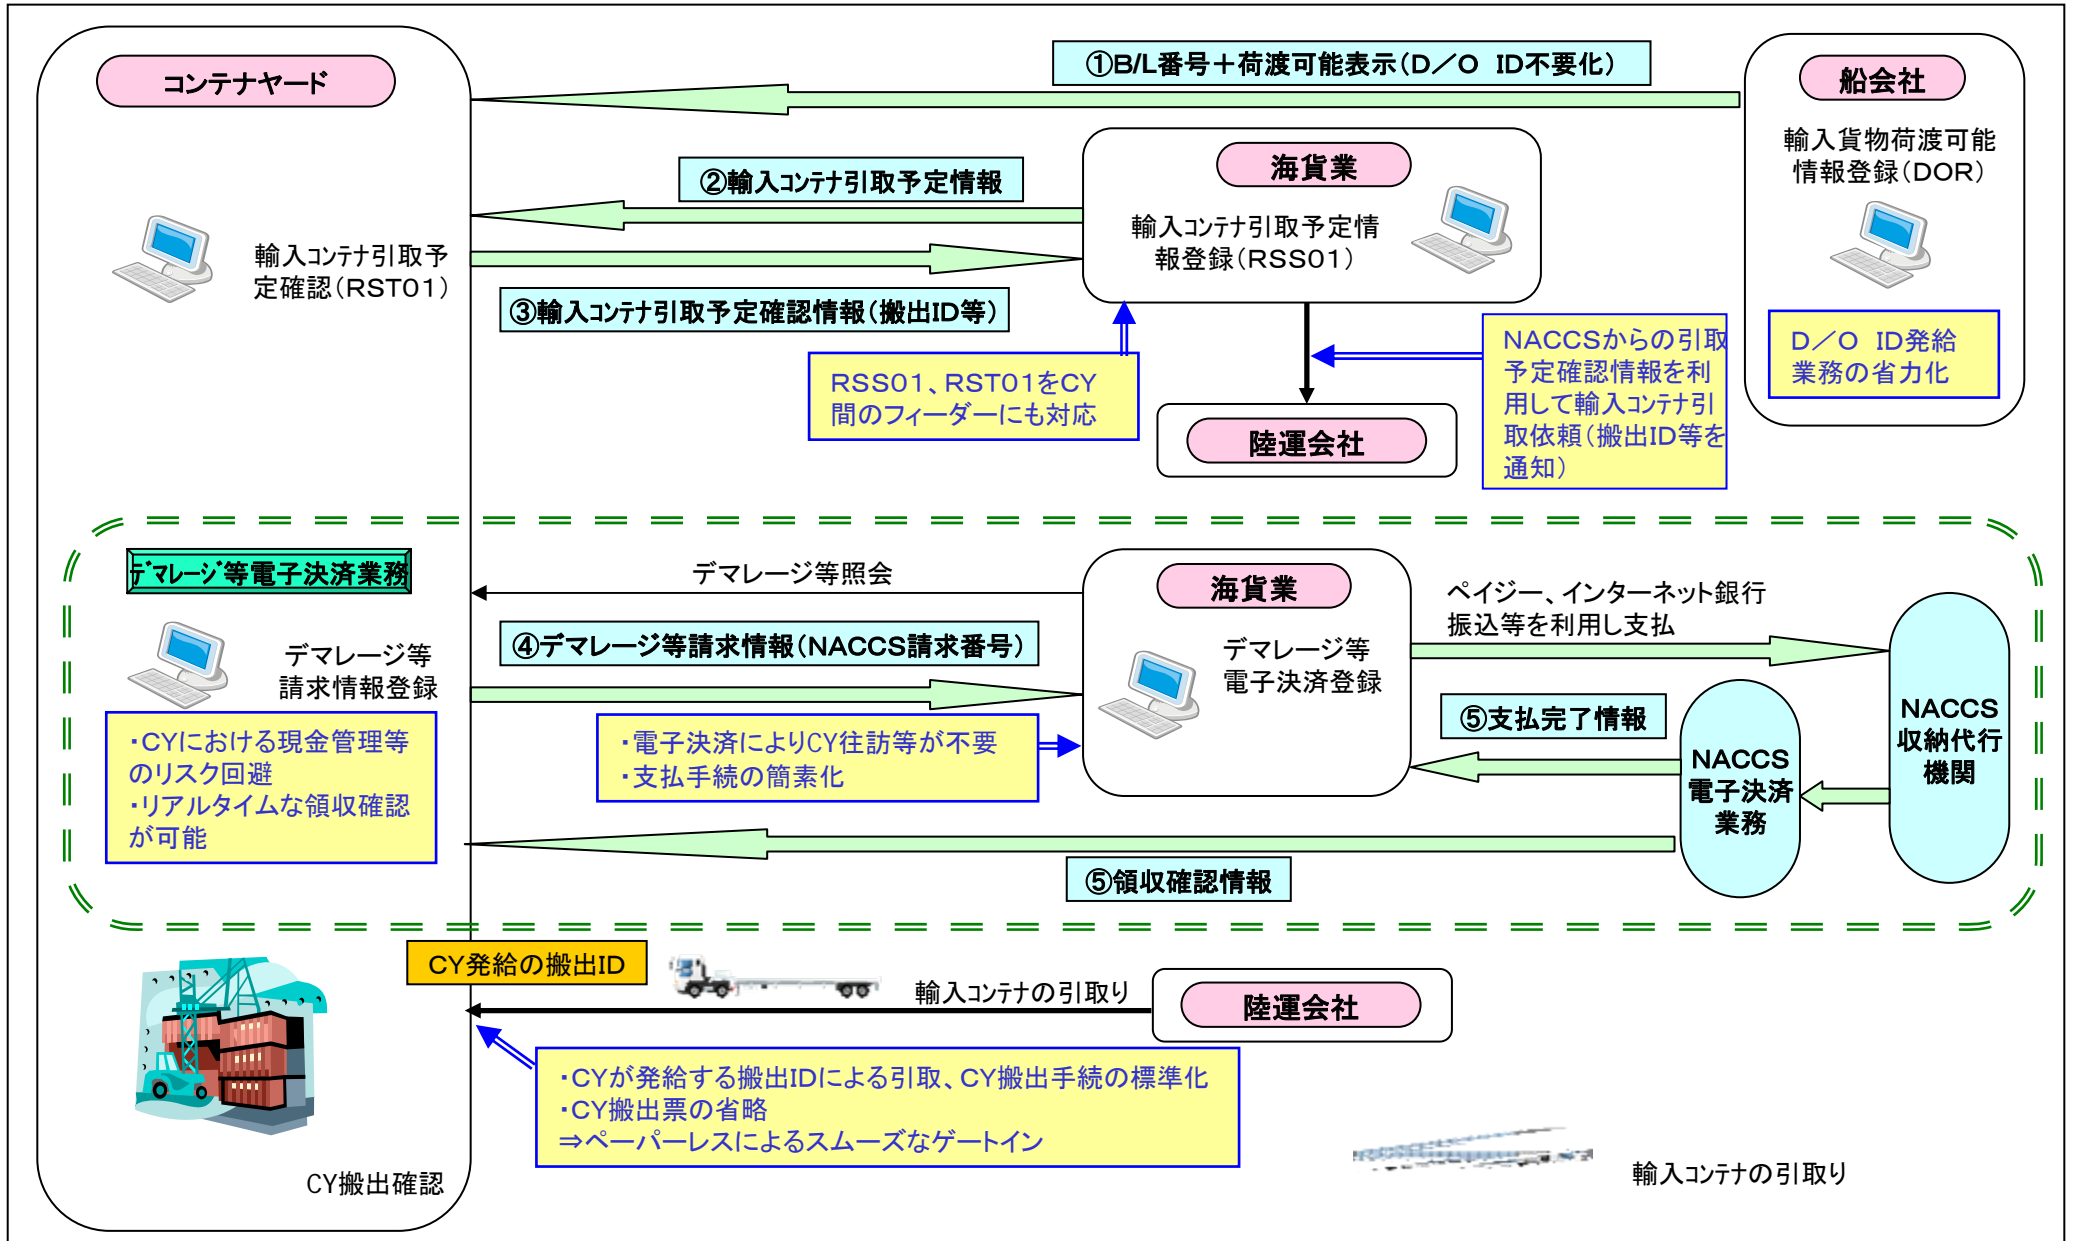 コンテナヤード
①B/L番号＋荷渡可能表示（D／O ID不要化）
船会社
輸入貨物荷渡可能
情報登録（DOR）
海貨業
②輸入コンテナ引取予定情報
輸入コンテナ引取予定情
報登録（RSS01）
輸入コンテナ引取予
定確認（RST01）
③輸入コンテナ引取予定確認情報（搬出ID等）
RSS01、RST01をCY
間のフィーダーにも対応
NACCSからの引取
予定確認情報を利
用して輸入コンテナ引
取依頼（搬出ID等を
通知）
D／O ID発給
業務の省力化
陸運会社
デマレージ等電子決済業務
デマレージ等照会
海貨業
ペイジー、インターネット銀行
振込等を利用し支払
④デマレージ等請求情報（NACCS請求番号）
デマレージ等
請求情報登録
デマレージ等
電子決済登録
・CYにおける現金管理等
のリスク回避
・リアルタイムな領収確認
が可能
・電子決済によりCY往訪等が不要
・支払手続の簡素化
⑤支払完了情報
NACCS
電子決済
業務
NACCS
収納代行
機関
⑤領収確認情報
CY発給の搬出ID
輸入コンテナの引取り
陸運会社
・CYが発給する搬出IDによる引取、CY搬出手続の標準化
・CY搬出票の省略
⇒ペーパーレスによるスムーズなゲートイン
CY搬出確認
輸入コンテナの引取り